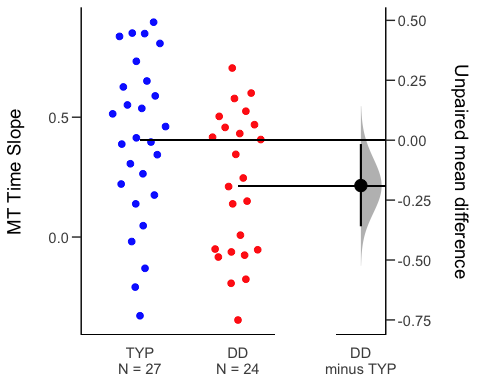 MT Time Slope
0.5
0.0
0.50
0.25
0.00
-0.25
-0.50
-0.75
Unpaired mean difference
TYP
N = 27
DD
N = 24
DD
minus TYP